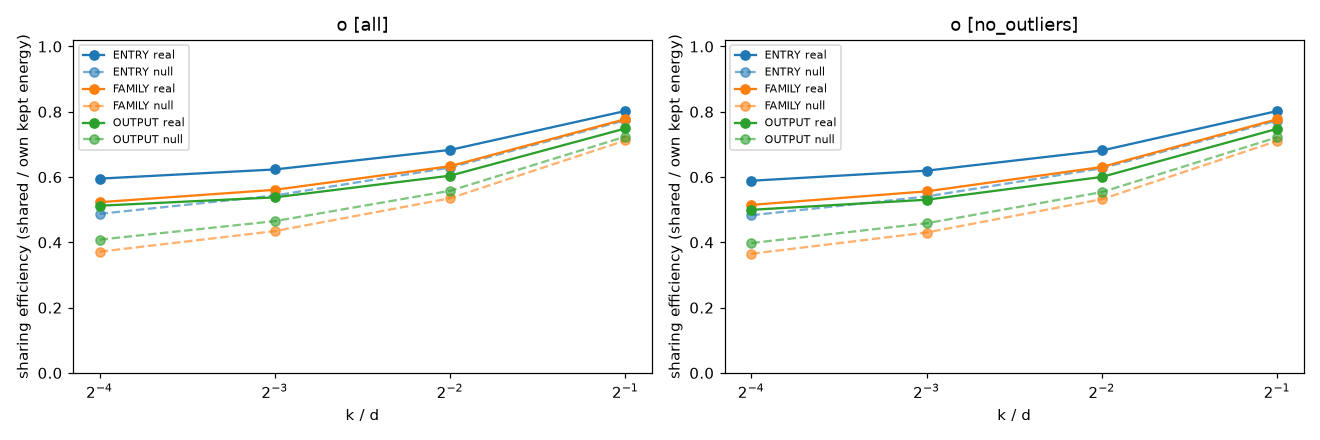 o [all]
sharing efficiency (shared / own kept energy)
1.0
0.8
0.6
0.4
0.2
0.0
ENTRY real
ENTRY null
FAMILY real
FAMILY null
OUTPUT real
OUTPUT null
2⁻⁴ 2⁻³ 2⁻² 2⁻¹
k / d
o [no_outliers]
sharing efficiency (shared / own kept energy)
1.0
0.8
0.6
0.4
0.2
0.0
ENTRY real
ENTRY null
FAMILY real
FAMILY null
OUTPUT real
OUTPUT null
2⁻⁴ 2⁻³ 2⁻² 2⁻¹
k / d